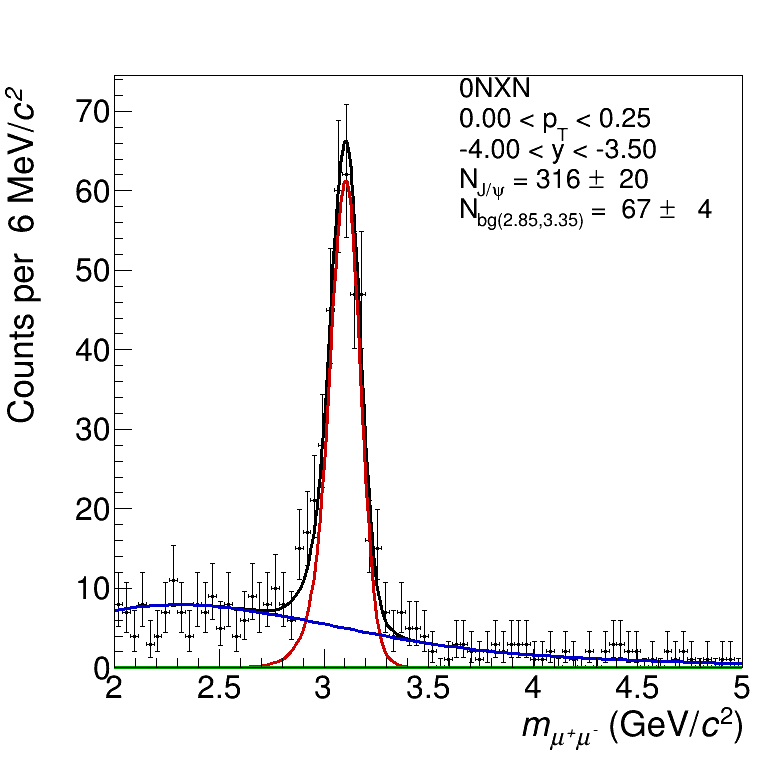 0NXN
0.00 < p_T < 0.25
-4.00 < y < -3.50
N_J/ψ = 316 ± 20
N_bg(2.85,3.35) = 67 ± 4
Counts per 6 MeV/c²
70
60
50
40
30
20
10
0
2 2.5 3 3.5 4 4.5 5
m_μ⁺μ⁻ (GeV/c²)